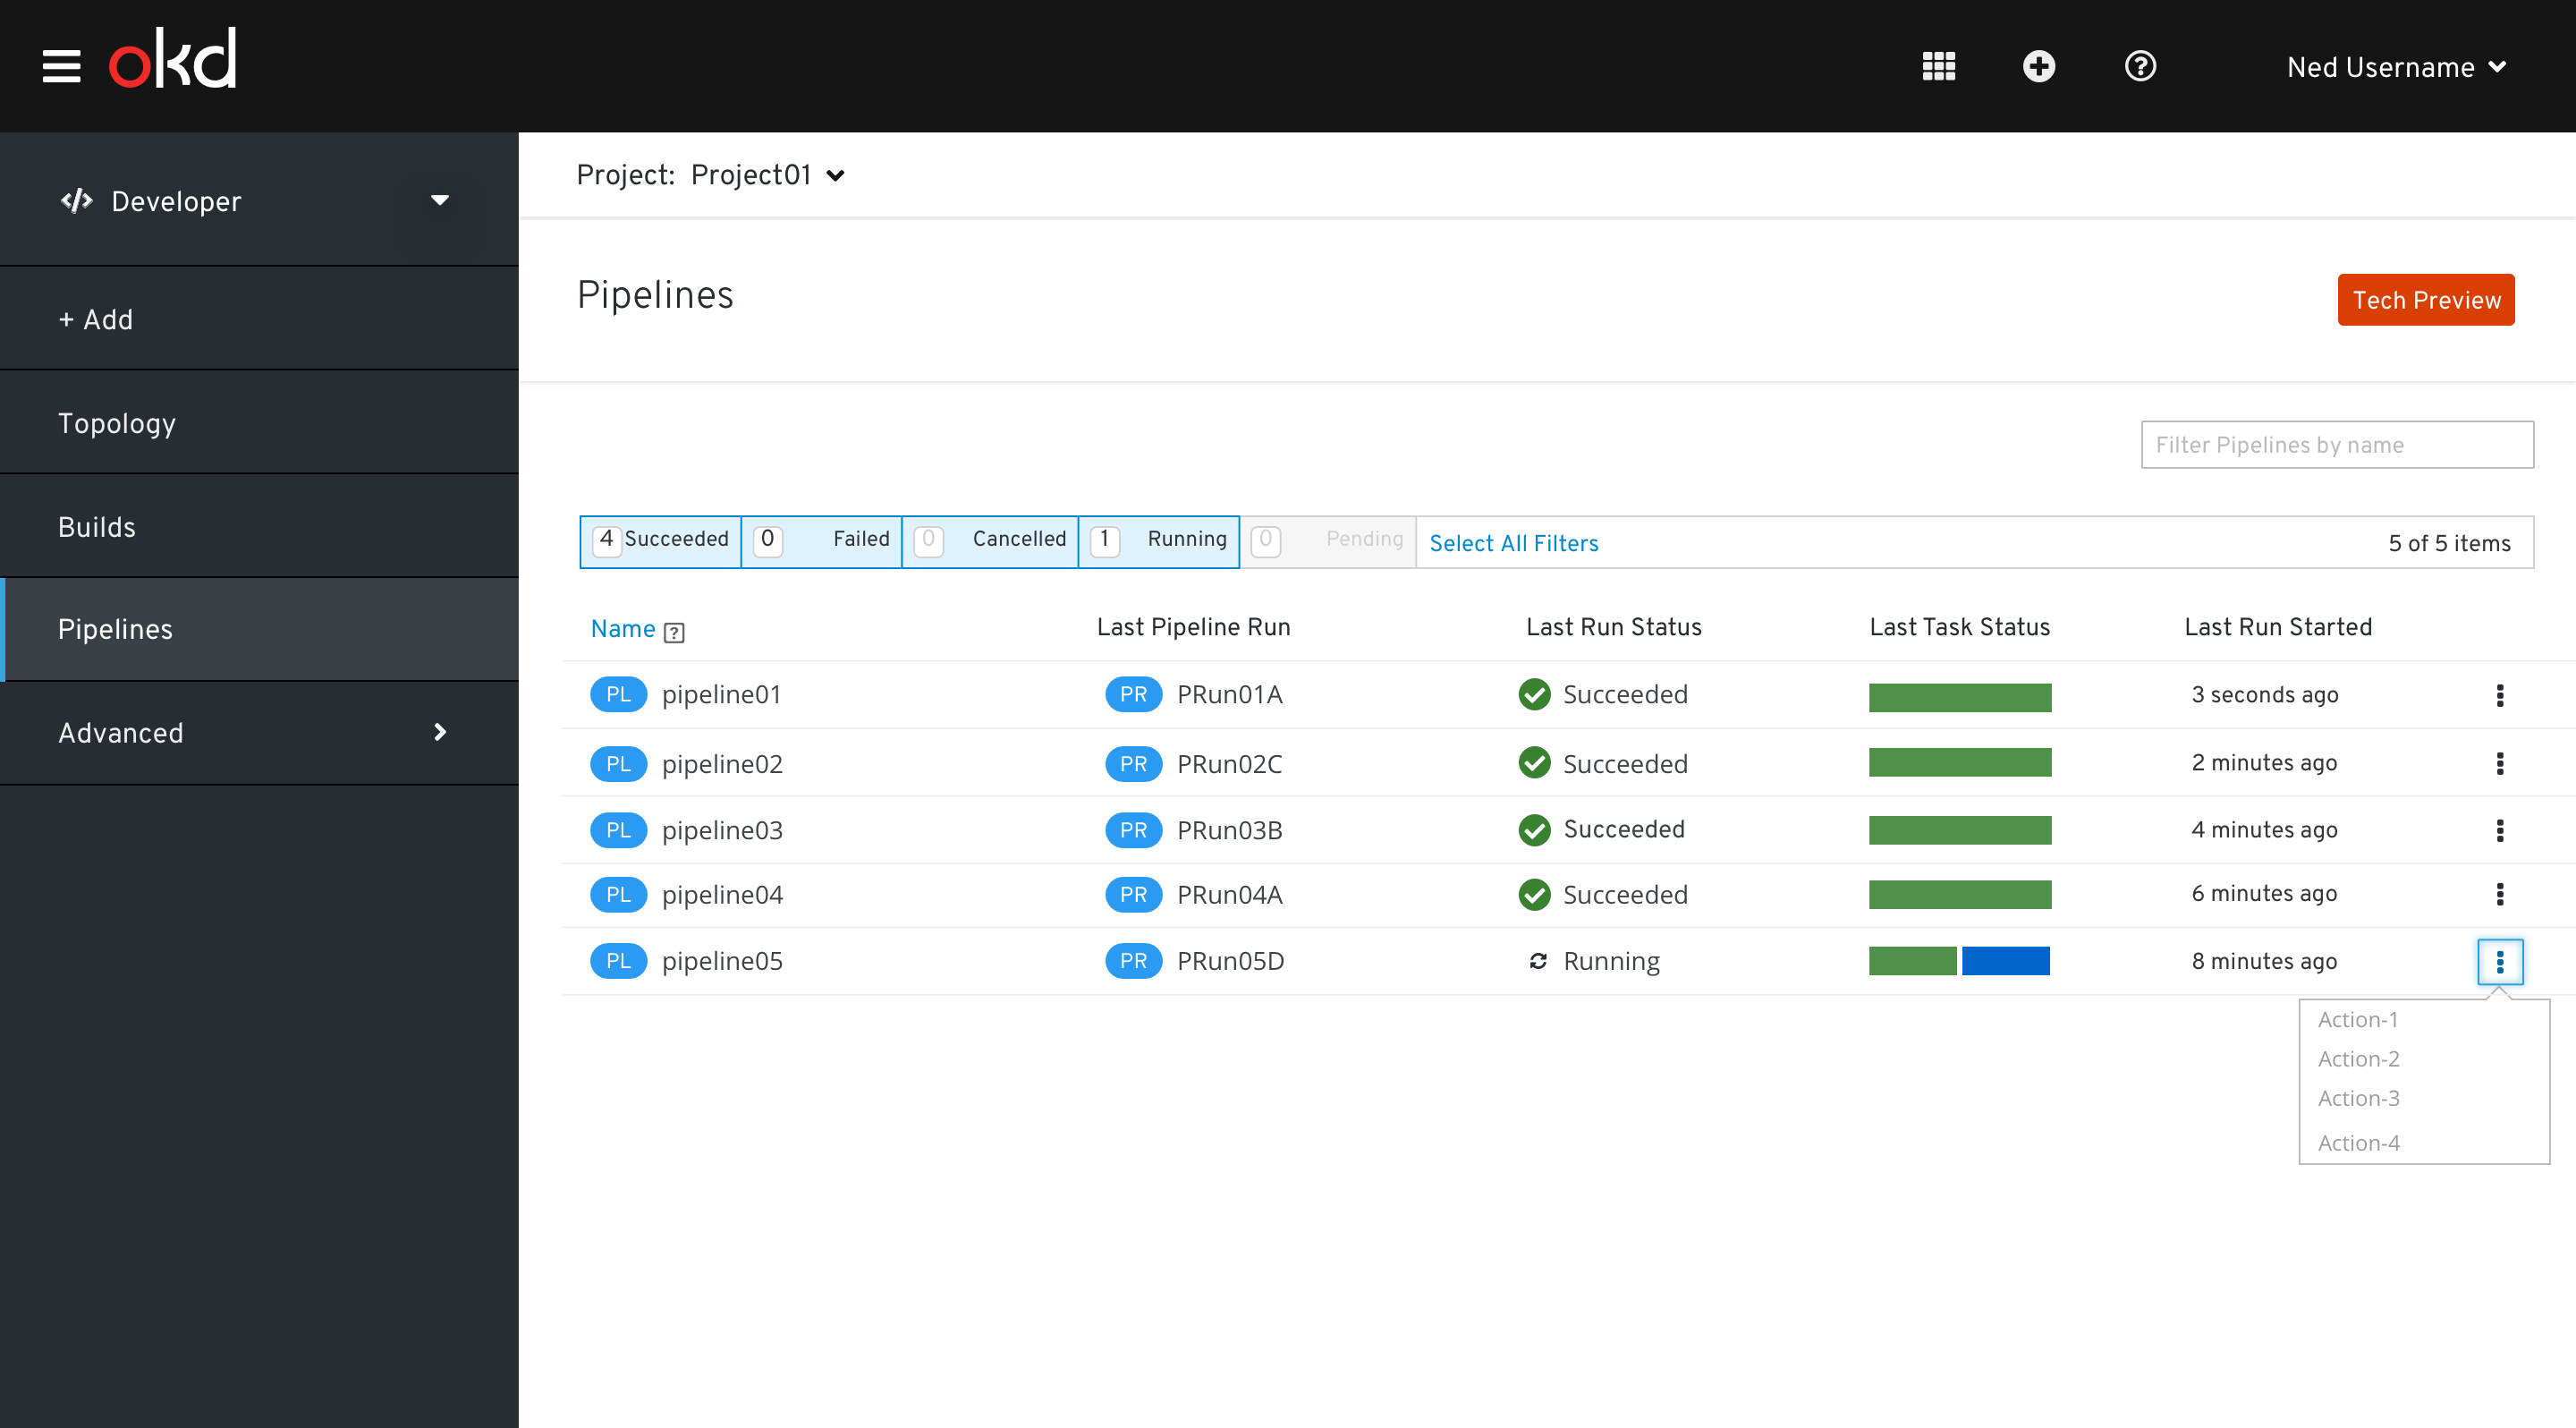 okd
Ned Username
Developer
+ Add
Topology
Builds
Pipelines
Advanced
Project: Project01
Pipelines
Tech Preview
Filter Pipelines by name
4 Succeeded 0 Failed 0 Cancelled 1 Running 0 Pending Select All Filters 5 of 5 items
Name ? Last Pipeline Run Last Run Status Last Task Status Last Run Started
PL pipeline01 PR PRun01A Succeeded 3 seconds ago
PL pipeline02 PR PRun02C Succeeded 2 minutes ago
PL pipeline03 PR PRun03B Succeeded 4 minutes ago
PL pipeline04 PR PRun04A Succeeded 6 minutes ago
PL pipeline05 PR PRun05D Running 8 minutes ago
Action-1
Action-2
Action-3
Action-4